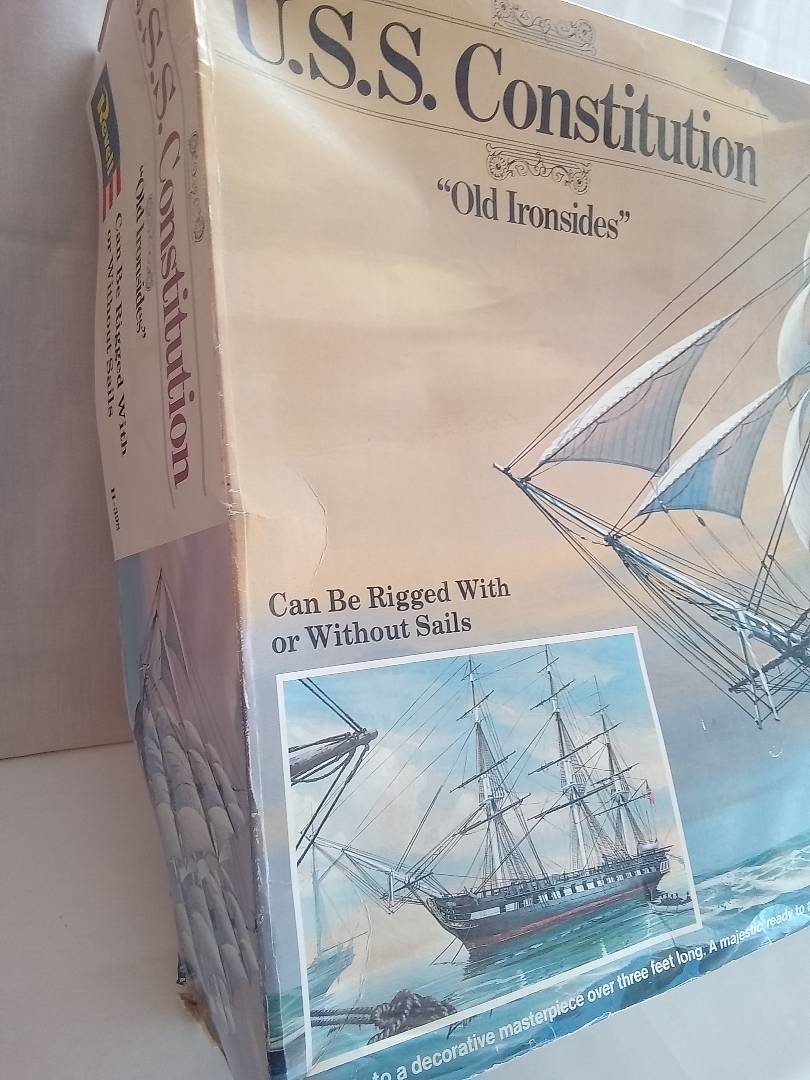 U.S.S. Constitution
"Old Ironsides"
Can Be Rigged With
or Without Sails
to a decorative masterpiece over three feet long. A majestic, ready to
Revell
S.S. Constitution
"Old Ironsides"
Can Be Rigged With
or Without Sails
H-398